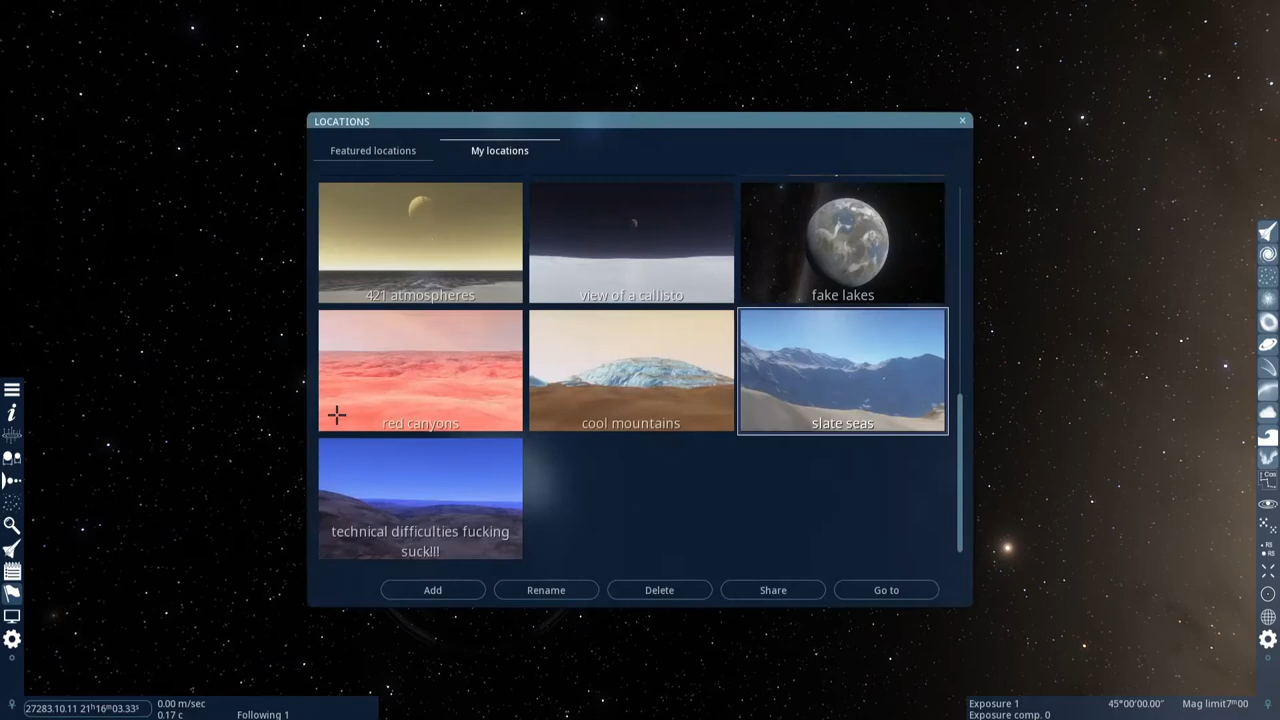 LOCATIONS
Featured locations
My locations
421 atmospheres
view of a callisto
fake lakes
red canyons
cool mountains
slate seas
technical difficulties fucking
suck!!!
Add
Rename
Delete
Share
Go to
27283.10.11 21h16m03.33s
0.00 m/sec
0.17 c
Following 1
Exposure 1
Exposure comp. 0
45°00'00.00"
Mag limit7m00